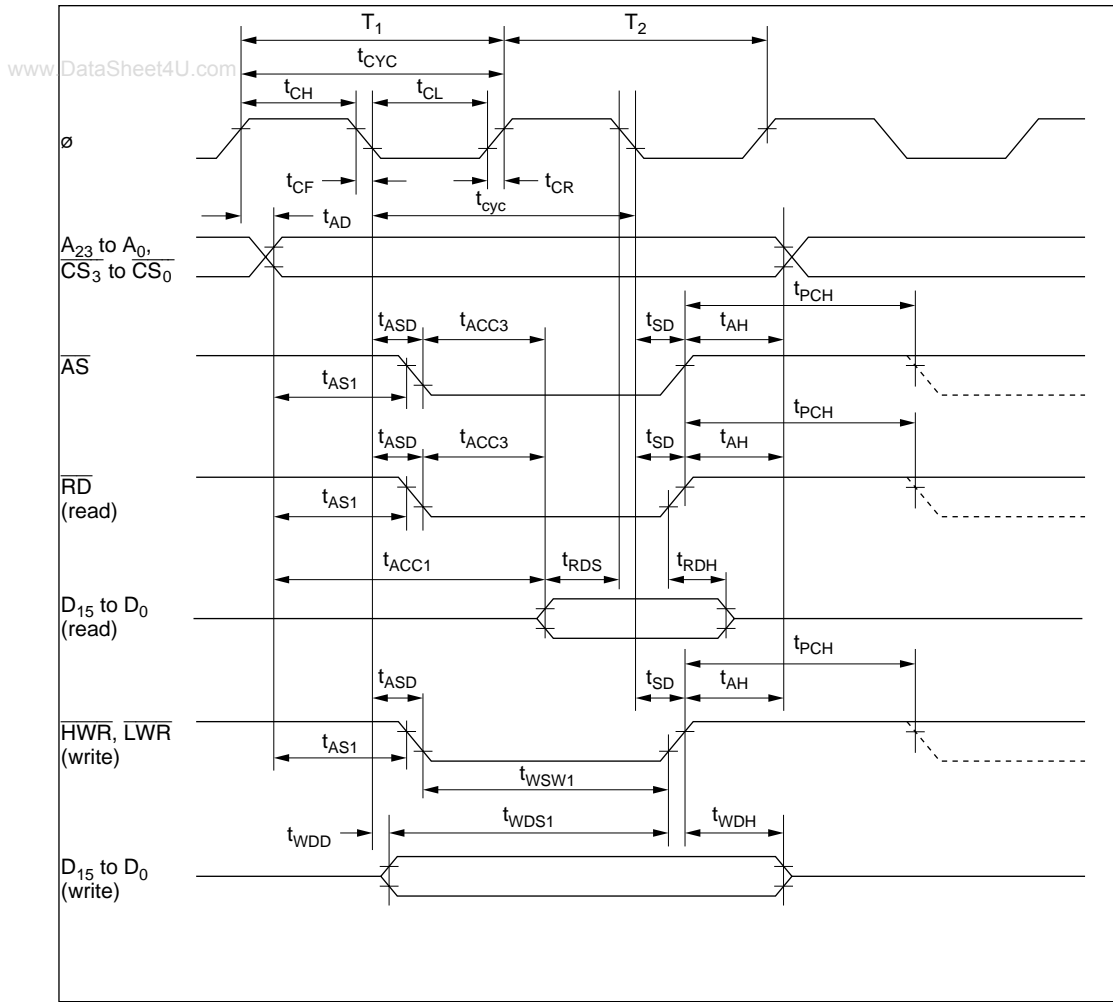 T1 T2
www.DataSheet4U.com
tCYC
tCH tCL
ø
tCF tCR
tcyc
tAD
A23 to A0,
CS3 to CS0
tPCH
tASD tACC3 tSD tAH
AS
tAS1
tPCH
tASD tACC3 tSD tAH
RD
(read)
tAS1
tACC1 tRDS tRDH
D15 to D0
(read)
tPCH
tASD tSD tAH
HWR, LWR
(write)
tAS1
tWSW1
tWDD tWDS1 tWDH
D15 to D0
(write)